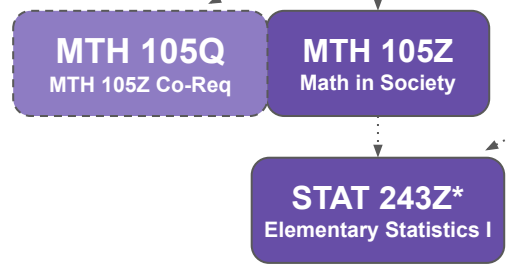 MTH 105Q
MTH 105Z Co-Req
MTH 105Z
Math in Society
STAT 243Z*
Elementary Statistics I